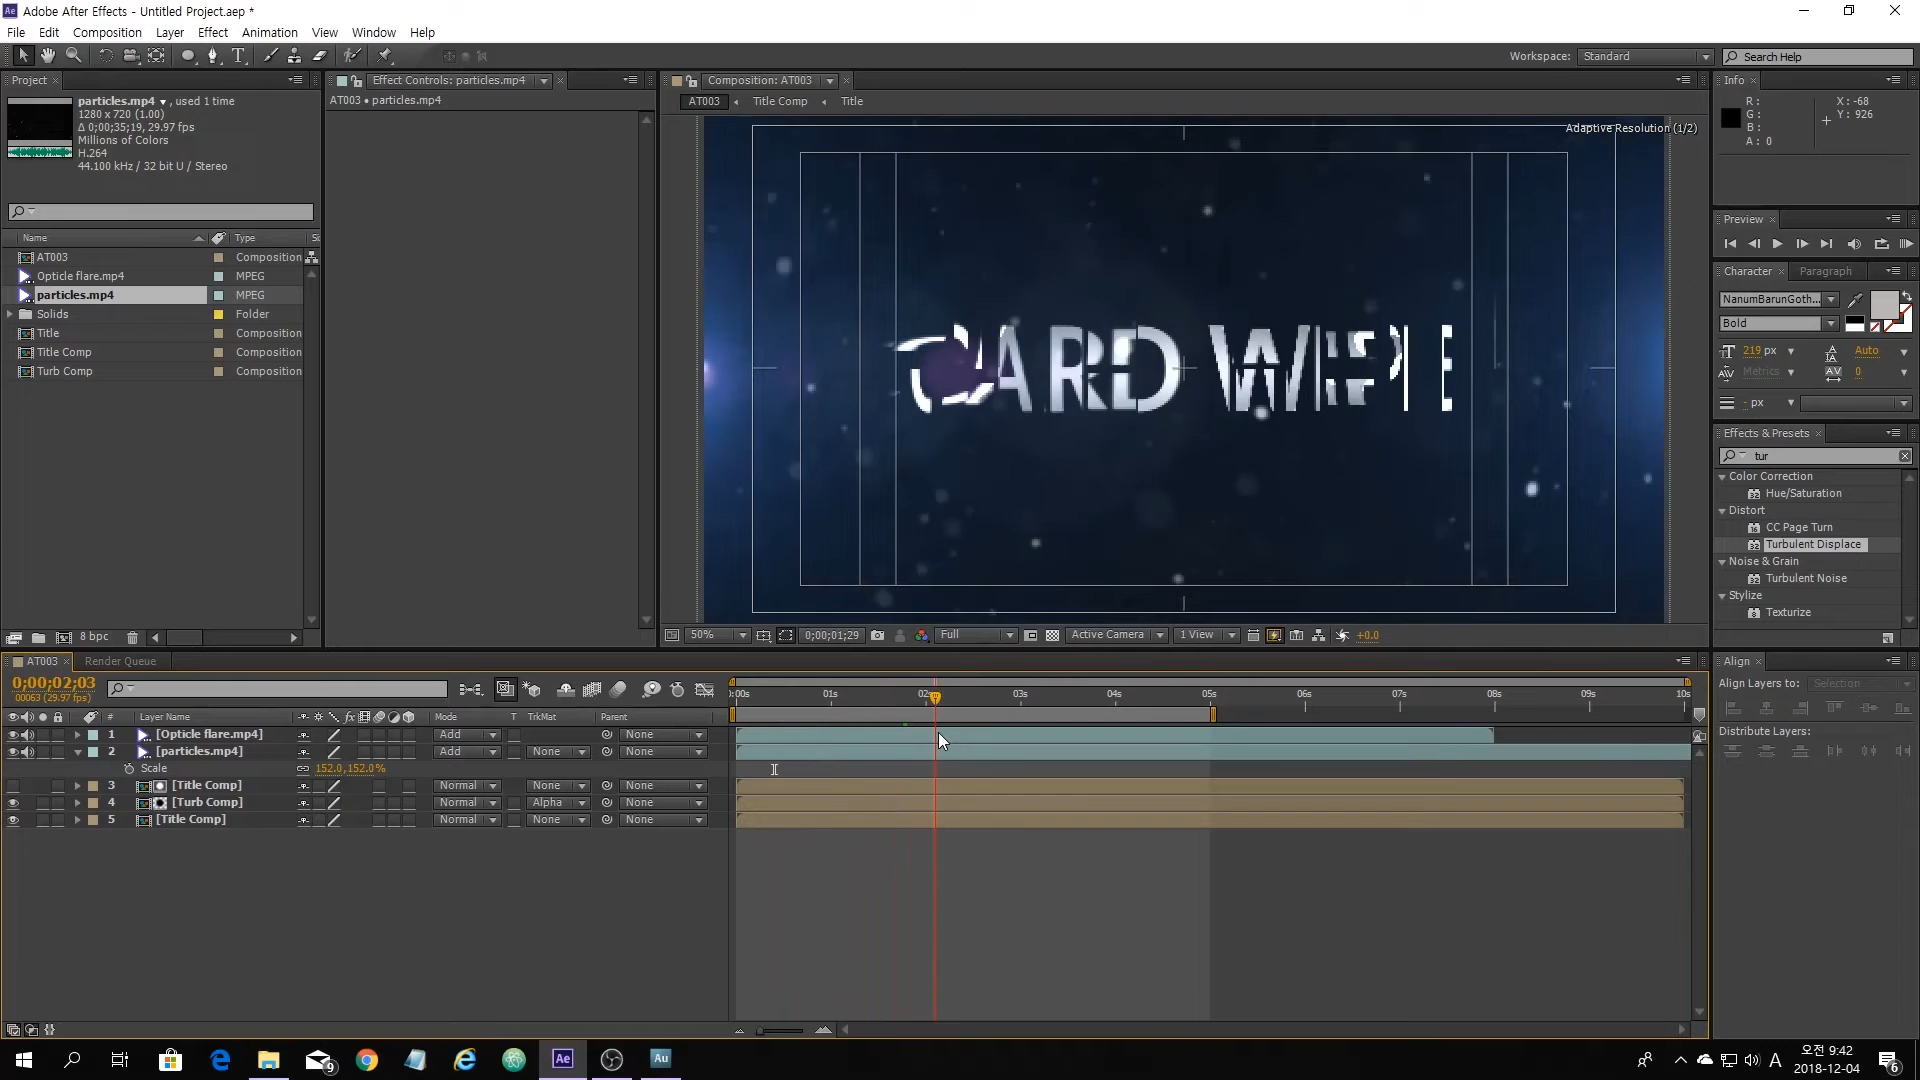 Adobe After Effects - Untitled Project.aep *
File Edit Composition Layer Effect Animation View Window Help
Workspace: Standard Search Help
Project
particles.mp4 , used 1 time
1280 x 720 (1.00)
Δ 0;00;35;19, 29.97 fps
Millions of Colors
H.264
44.100 kHz / 32 bit U / Stereo
Name Type
AT003 Composition
Opticle flare.mp4 MPEG
particles.mp4 MPEG
Solids Folder
Title Composition
Title Comp Composition
Turb Comp Composition
8 bpc
Effect Controls: particles.mp4
AT003 • particles.mp4
Composition: AT003
AT003 Title Comp Title
Adaptive Resolution (1/2)
CARD WIPE
50% 0;00;01;29 Full Active Camera 1 View +0.0
Info
R: X: -68
G: Y: 926
B:
A: 0
Preview
Character Paragraph
NanumBarunGoth...
Bold
219 px Auto
Metrics 0
- px
Effects & Presets
tur
Color Correction
Hue/Saturation
Distort
CC Page Turn
Turbulent Displace
Noise & Grain
Turbulent Noise
Stylize
Texturize
AT003 Render Queue
0;00;02;03
00063 (29.97 fps)
# Layer Name Mode T TrkMat Parent
1 [Opticle flare.mp4] Add None
2 [particles.mp4] Add None None
Scale 152.0,152.0%
3 [Title Comp] Normal None None
4 [Turb Comp] Normal Alpha None
5 [Title Comp] Normal None None
01s 03s 04s 05s 06s 07s 08s 09s 10s
Align
Align Layers to: Selection
Distribute Layers:
9
Ae
Au
A
오전 9:42
2018-12-04
6